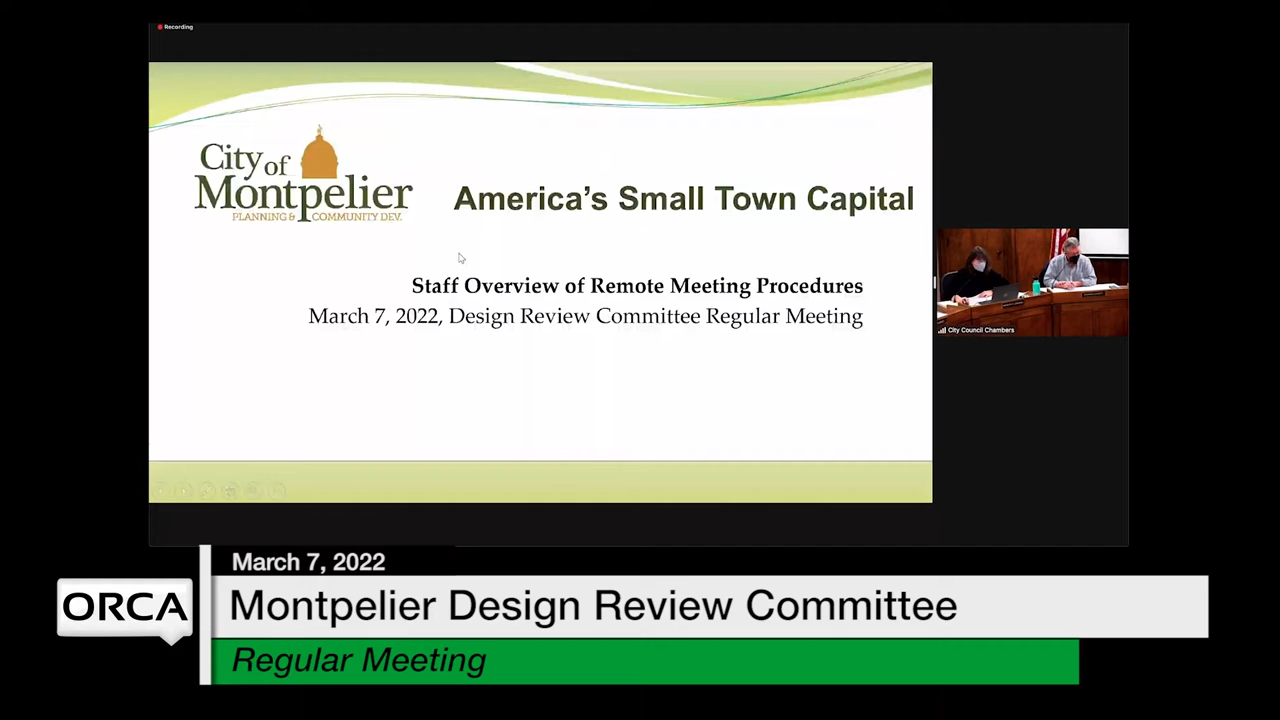 Recording
City of
Montpelier
PLANNING & COMMUNITY DEV.
America's Small Town Capital
Staff Overview of Remote Meeting Procedures
March 7, 2022, Design Review Committee Regular Meeting
City Council Chambers
March 7, 2022
ORCA
Montpelier Design Review Committee
Regular Meeting